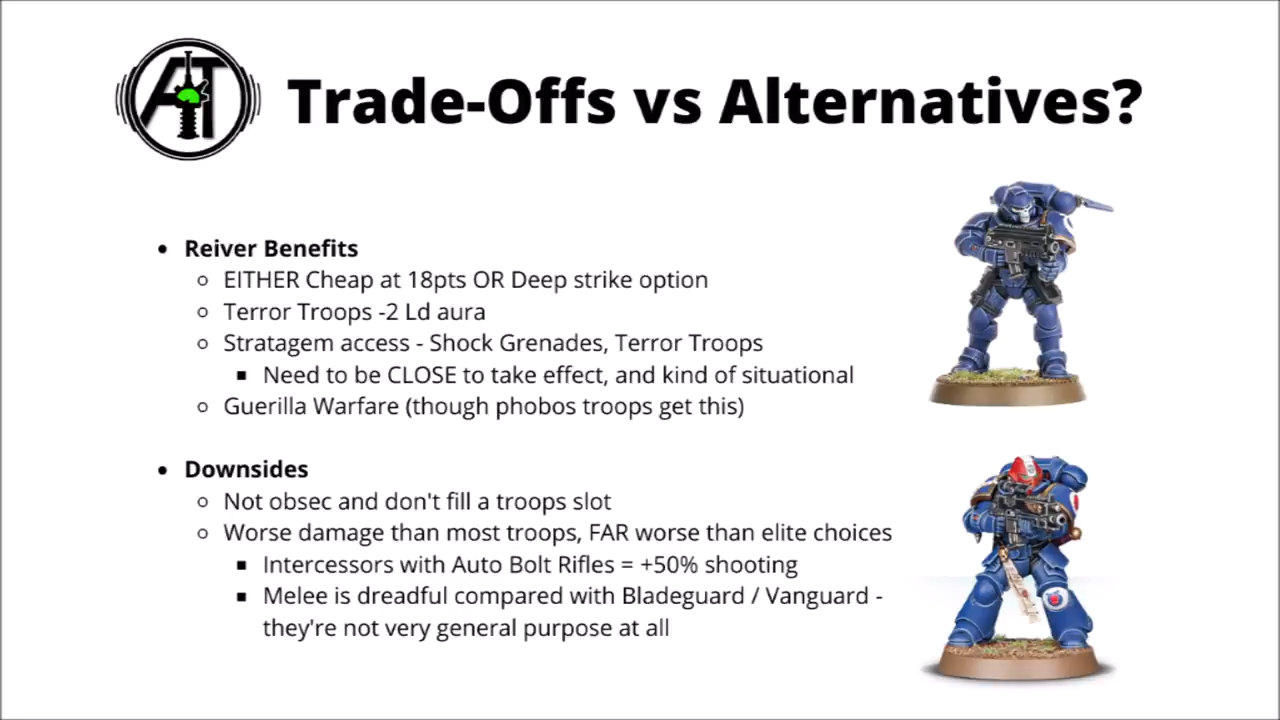 AT
Trade-Offs vs Alternatives?
• Reiver Benefits
○ EITHER Cheap at 18pts OR Deep strike option
○ Terror Troops -2 Ld aura
○ Stratagem access - Shock Grenades, Terror Troops
▪ Need to be CLOSE to take effect, and kind of situational
○ Guerilla Warfare (though phobos troops get this)
• Downsides
○ Not obsec and don't fill a troops slot
○ Worse damage than most troops, FAR worse than elite choices
▪ Intercessors with Auto Bolt Rifles = +50% shooting
▪ Melee is dreadful compared with Bladeguard / Vanguard -
they're not very general purpose at all